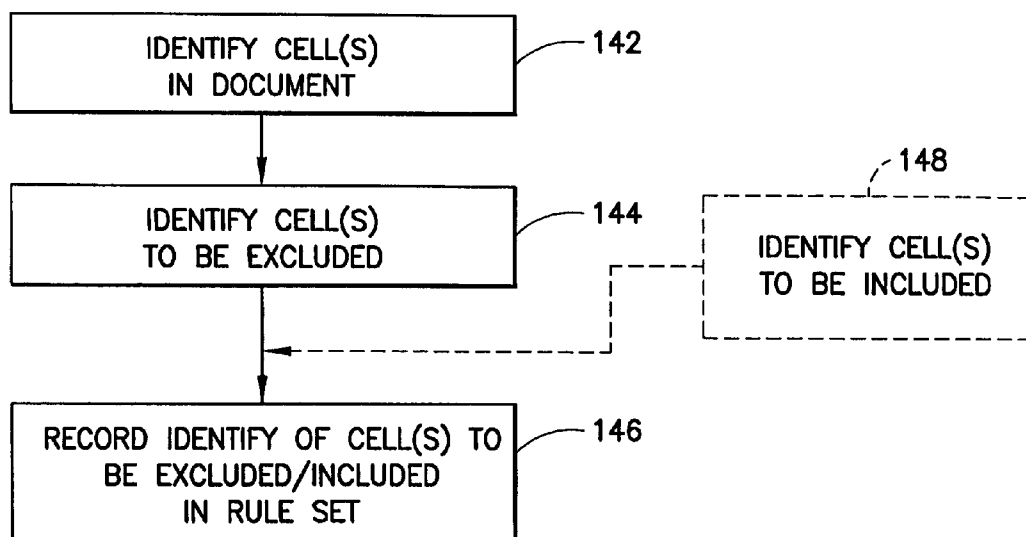 IDENTIFY CELL(S)
IN DOCUMENT
142
IDENTIFY CELL(S)
TO BE EXCLUDED
144
148
IDENTIFY CELL(S)
TO BE INCLUDED
RECORD IDENTIFY OF CELL(S) TO
BE EXCLUDED/INCLUDED
IN RULE SET
146